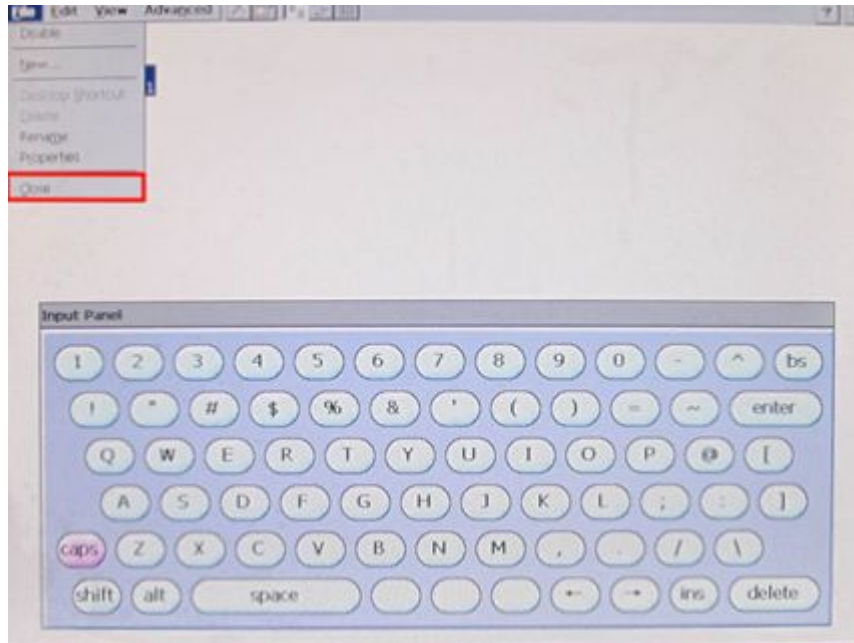 File Edit View Advanced ?
Disable
New...
Desktop Shortcut
Delete
Rename
Properties
Close
Input Panel
1 2 3 4 5 6 7 8 9 0 - ^ bs
! " # $ % & ' ( ) = ~ enter
Q W E R T Y U I O P @ [
A S D F G H J K L ; : ]
caps Z X C V B N M , . / \
shift alt space ← → ins delete